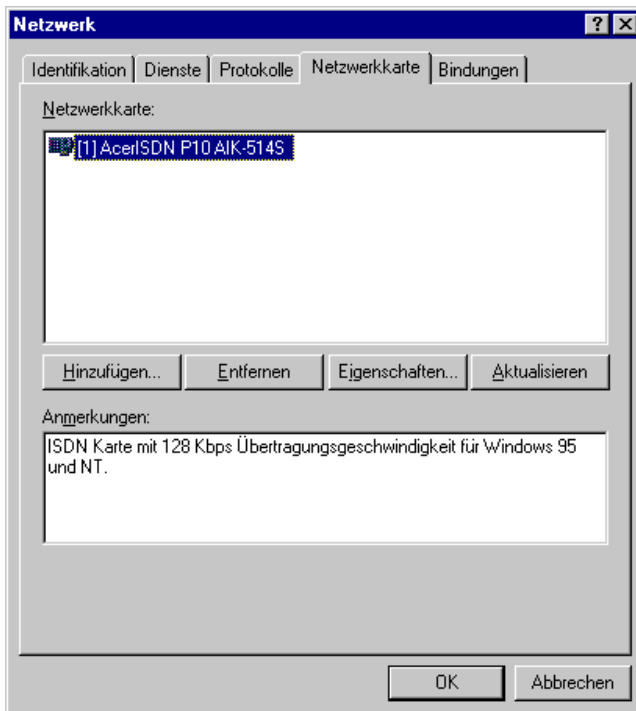 Netzwerk
Identifikation Dienste Protokolle Netzwerkkarte Bindungen
Netzwerkkarte:
[1] AcerISDN P10 AIK-514S
Hinzufügen... Entfernen Eigenschaften... Aktualisieren
Anmerkungen:
ISDN Karte mit 128 Kbps Übertragungsgeschwindigkeit für Windows 95
und NT.
OK Abbrechen